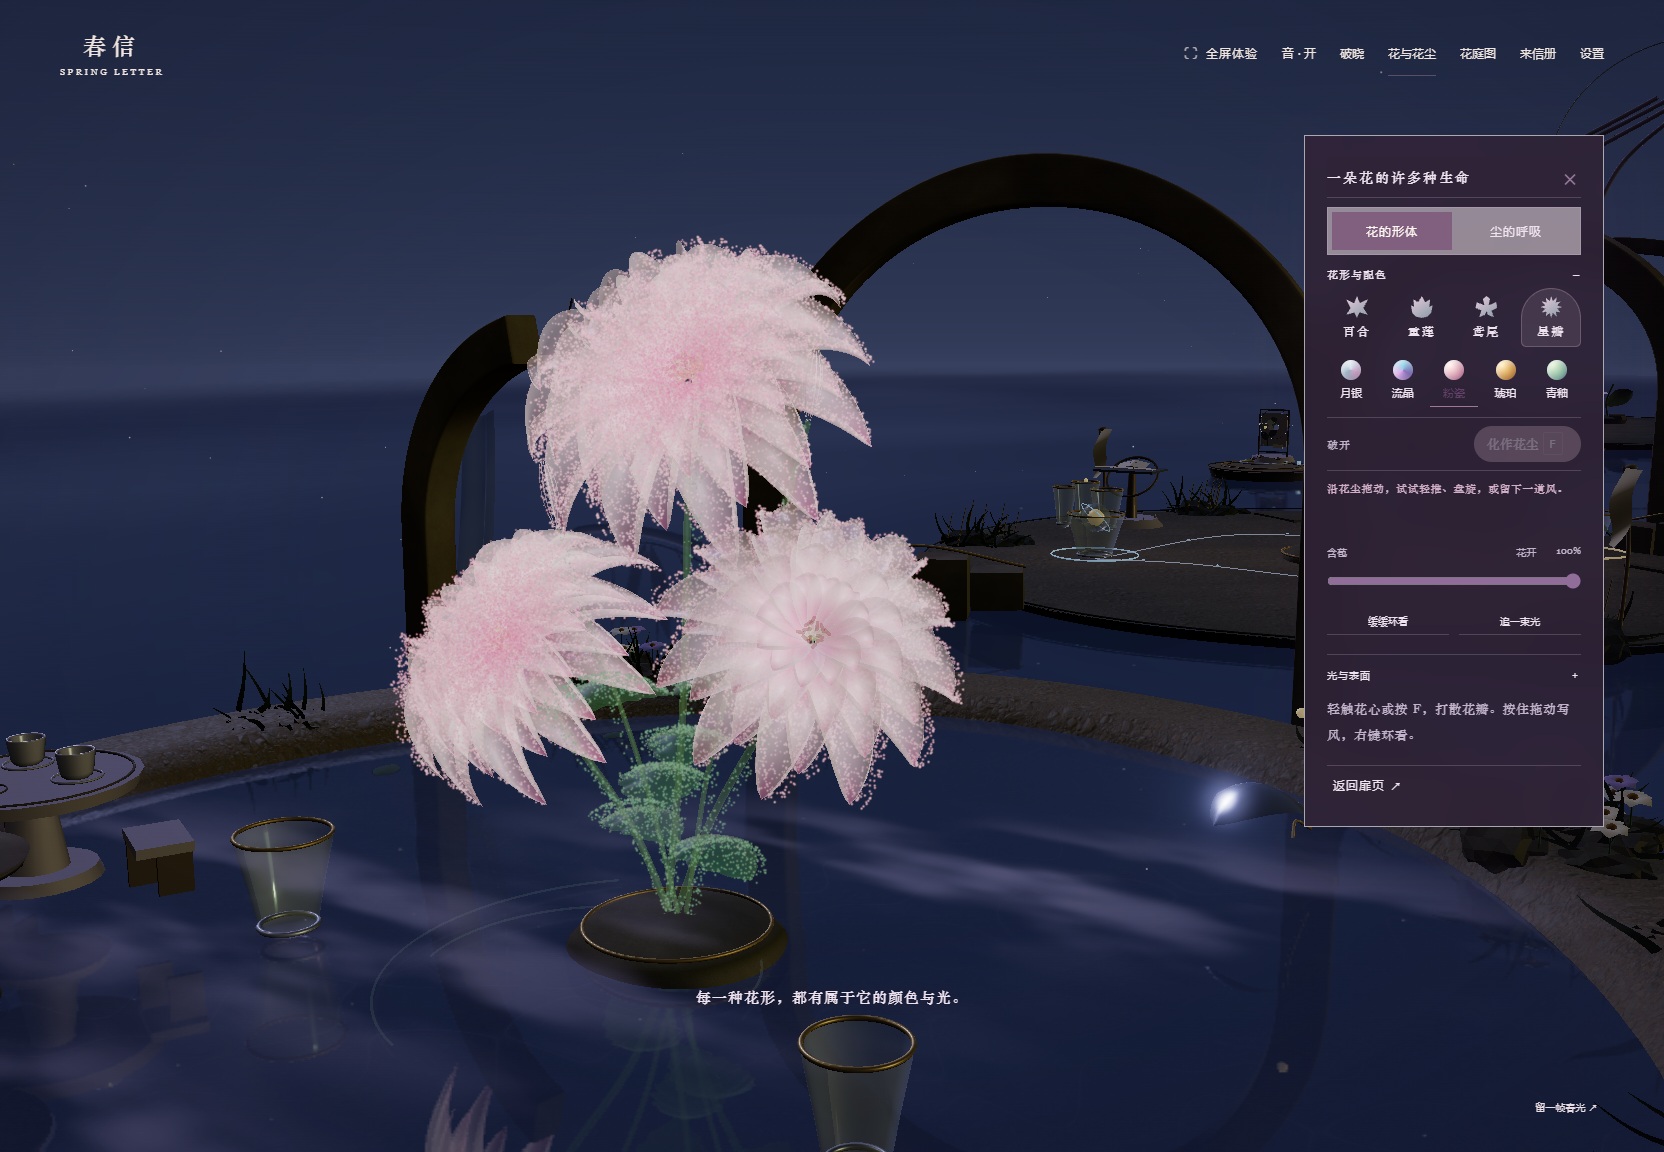 春信
SPRING LETTER
全屏体验 音·开 破晓 花与花尘 花庭图 来信册 设置
一朵花的许多种生命
花的形体 尘的呼吸
花形与配色
百合 重莲 鸢尾 星瓣
月银 流晶 粉瓷 琥珀 青釉
破开 化作花尘 F
沿花尘拖动，试试轻推、盘旋，或留下一道风。
含苞 花开 100%
缓缓环看 追一束光
光与表面
轻触花心或按 F，打散花瓣。按住拖动写
风，右键环看。
返回扉页 ↗
每一种花形，都有属于它的颜色与光。
留一帧春光 ↗